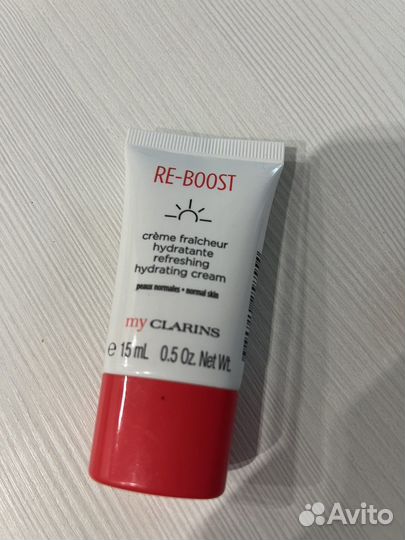 RE-BOOST
crème fraîcheur
hydratante
refreshing
hydrating cream
peaux normales • normal skin
my CLARINS
e 15 mL 0.5 Oz. Net Wt.
Avito